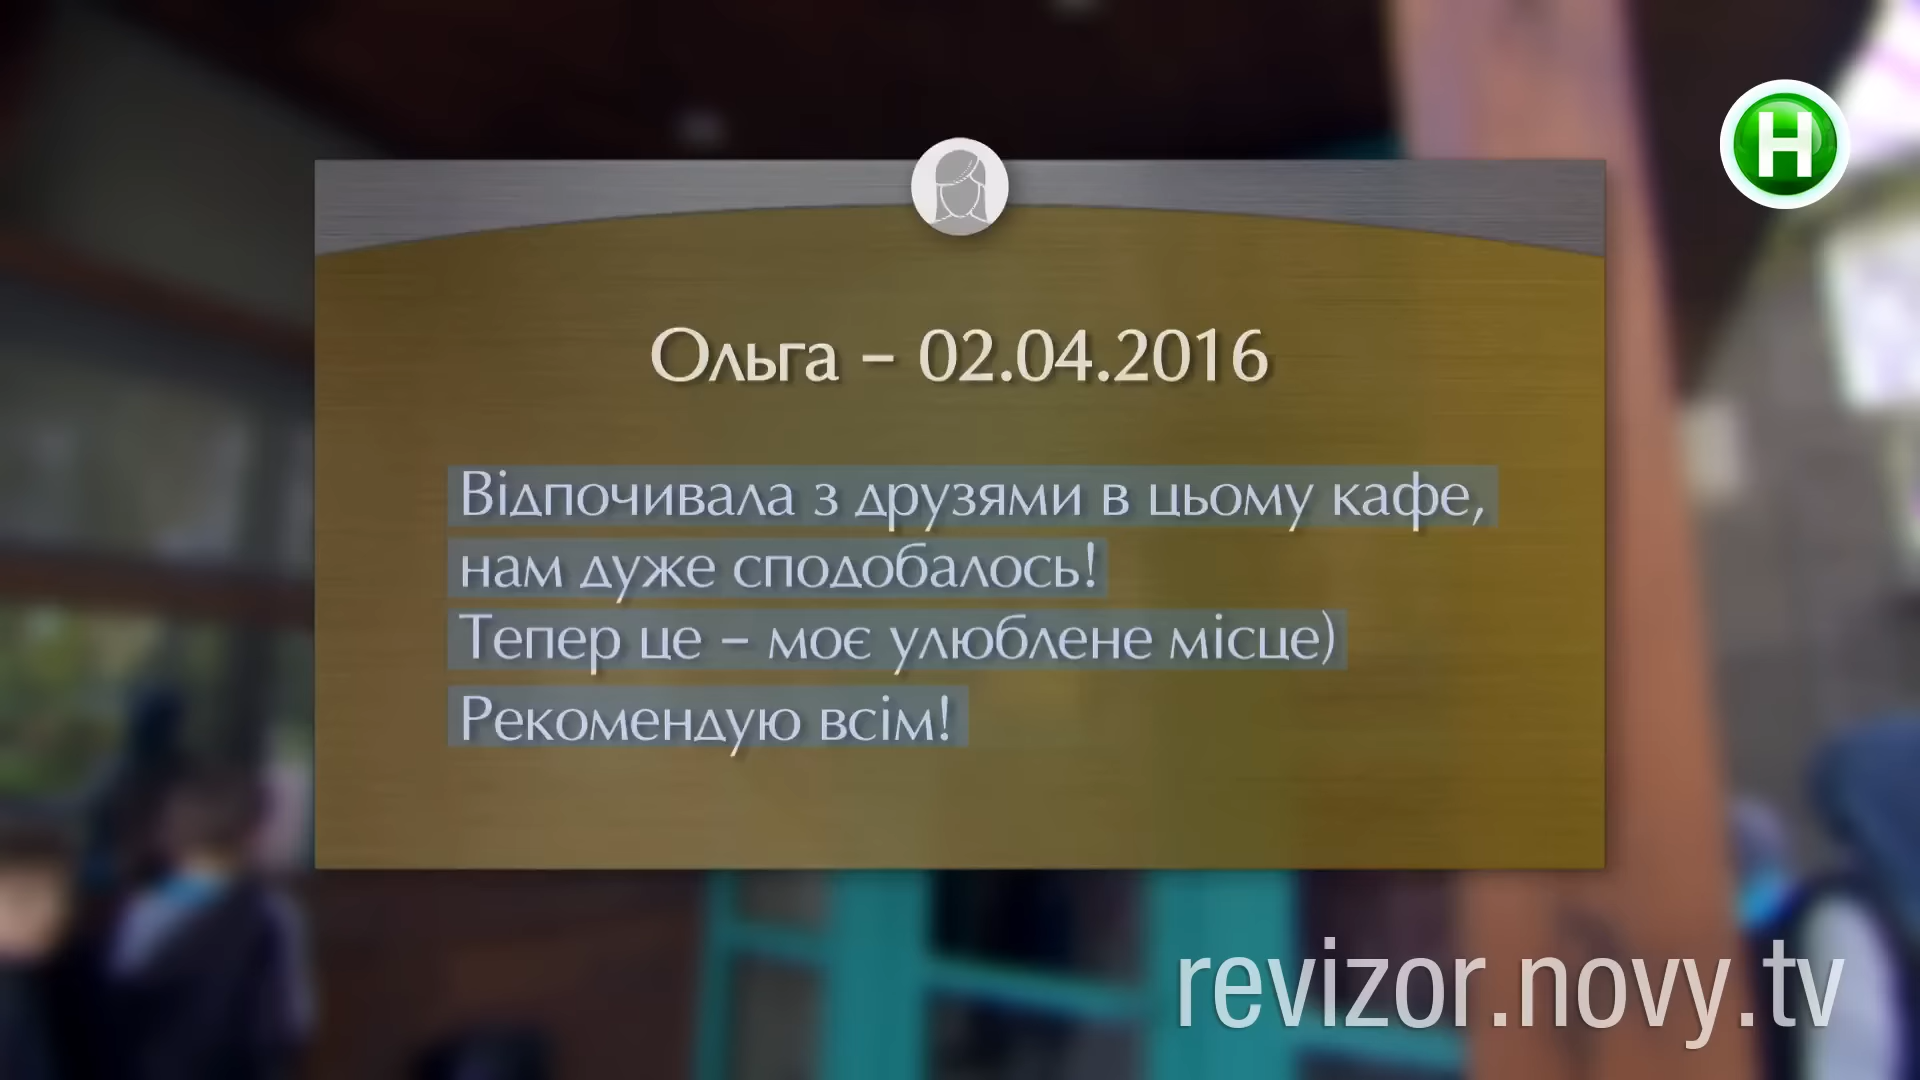 Н
Ольга – 02.04.2016
Відпочивала з друзями в цьому кафе,
нам дуже сподобалось!
Тепер це – моє улюблене місце)
Рекомендую всім!
revizor.novy.tv